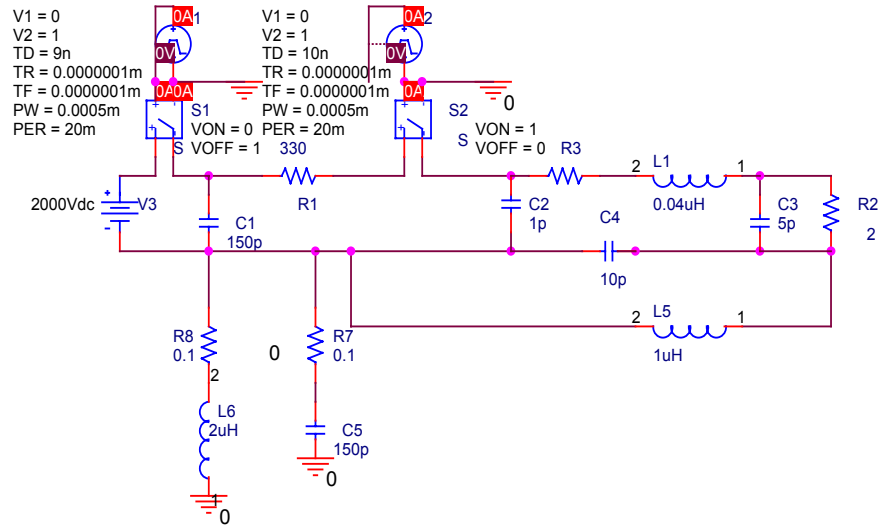 V1 = 0
V2 = 1
TD = 9n
TR = 0.0000001m
TF = 0.0000001m
PW = 0.0005m
PER = 20m
0A
1
0V
0A0A
V1 = 0
V2 = 1
TD = 10n
TR = 0.0000001m
TF = 0.0000001m
PW = 0.0005m
PER = 20m
0A
2
0V
0A
0
S1
S
VON = 0
VOFF = 1
S2
S
VON = 1
VOFF = 0
2000Vdc
V3
C1
150p
330
R1
C2
1p
R3
2
L1
1
0.04uH
C3
5p
R2
2
C4
10p
2
L5
1
1uH
R8
0.1
2
L6
2uH
1
0
0
R7
0.1
C5
150p
0